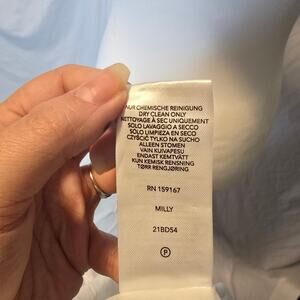 NUR CHEMISCHE REINIGUNG
DRY CLEAN ONLY
NETTOYAGE À SEC UNIQUEMENT
SOLO LAVAGGIO A SECCO
SÓLO LIMPIEZA EN SECO
CZYŚCIĆ TYLKO NA SUCHO
ALLEEN STOMEN
VAIN KUIVAPESU
ENDAST KEMTVÄTT
KUN KEMISK RENSNING
TØRR RENGJØRING
RN 159167
MILLY
21BD54
P